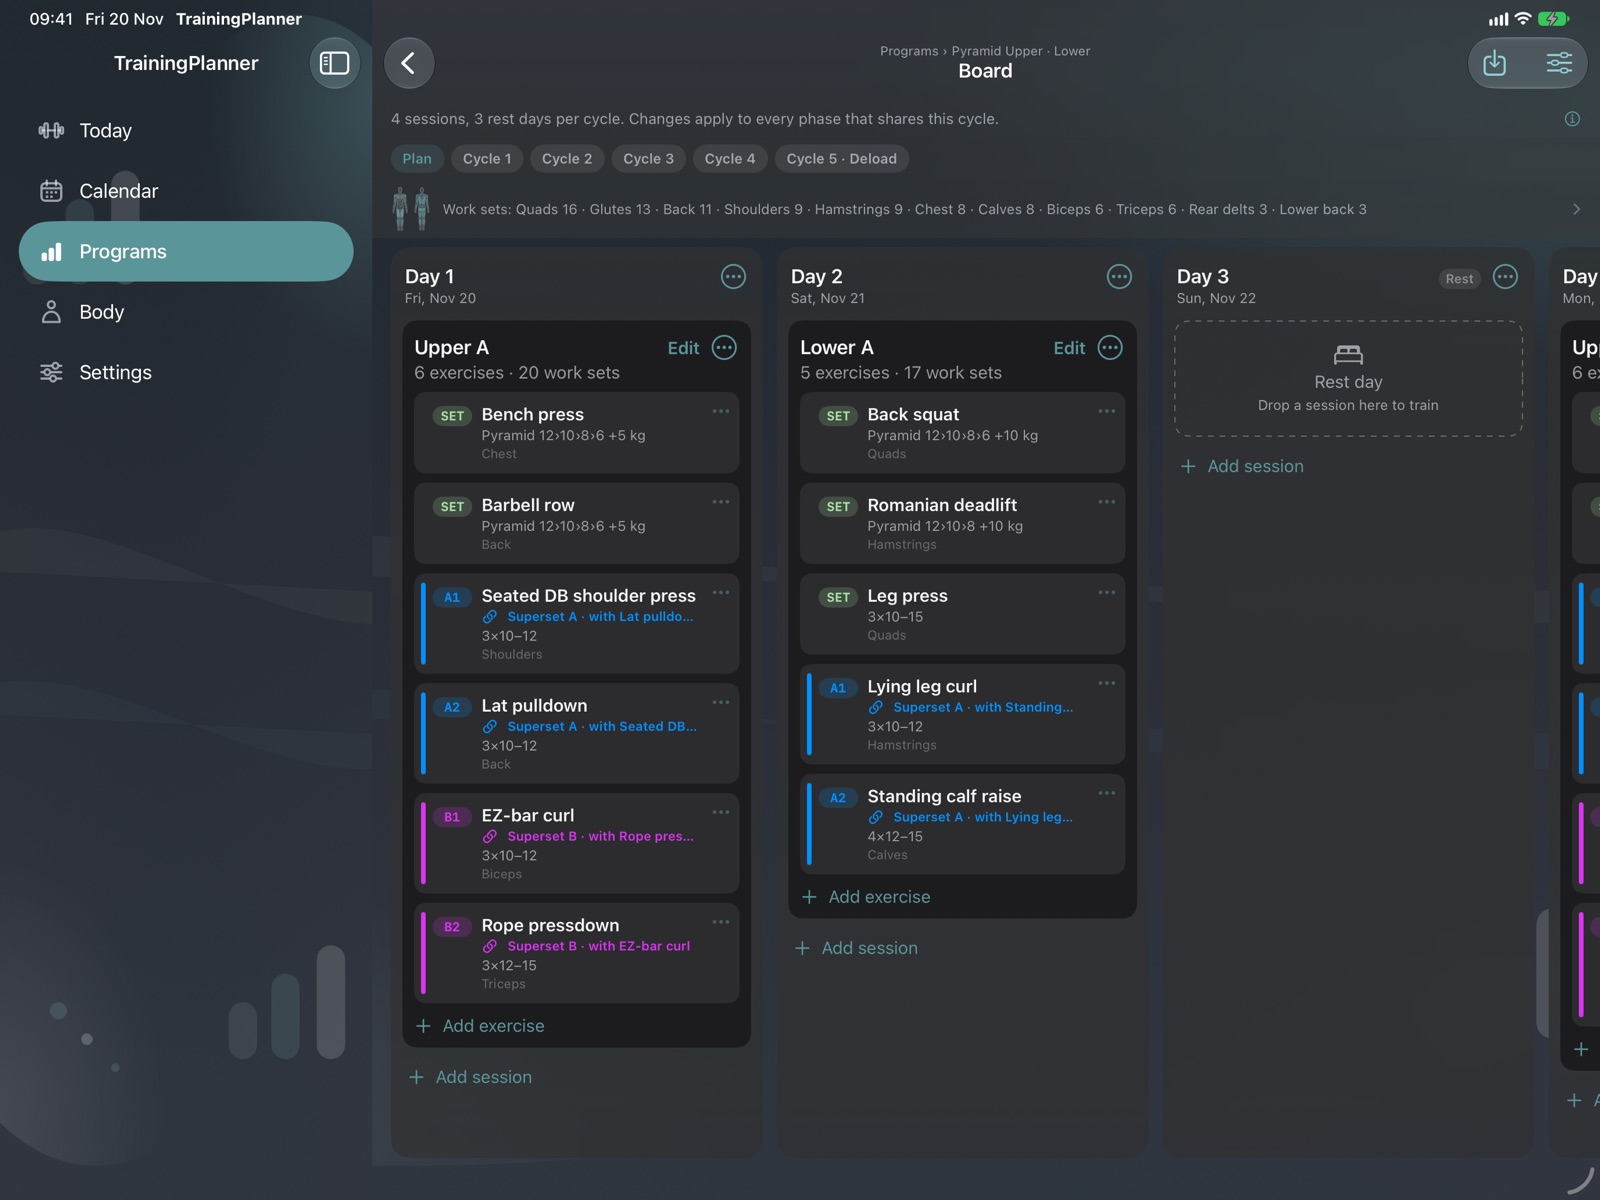 09:41 Fri 20 Nov TrainingPlanner
TrainingPlanner
Today
Calendar
Programs
Body
Settings
Programs › Pyramid Upper · Lower
Board
4 sessions, 3 rest days per cycle. Changes apply to every phase that shares this cycle.
Plan
Cycle 1
Cycle 2
Cycle 3
Cycle 4
Cycle 5 · Deload
Work sets: Quads 16 · Glutes 13 · Back 11 · Shoulders 9 · Hamstrings 9 · Chest 8 · Calves 8 · Biceps 6 · Triceps 6 · Rear delts 3 · Lower back 3
Day 1
Fri, Nov 20
Upper A
Edit
6 exercises · 20 work sets
SET Bench press
Pyramid 12›10›8›6 +5 kg
Chest
SET Barbell row
Pyramid 12›10›8›6 +5 kg
Back
A1 Seated DB shoulder press
Superset A · with Lat pulldo...
3×10–12
Shoulders
A2 Lat pulldown
Superset A · with Seated DB...
3×10–12
Back
B1 EZ-bar curl
Superset B · with Rope pres...
3×10–12
Biceps
B2 Rope pressdown
Superset B · with EZ-bar curl
3×12–15
Triceps
+ Add exercise
+ Add session
Day 2
Sat, Nov 21
Lower A
Edit
5 exercises · 17 work sets
SET Back squat
Pyramid 12›10›8›6 +10 kg
Quads
SET Romanian deadlift
Pyramid 12›10›8 +10 kg
Hamstrings
SET Leg press
3×10–15
Quads
A1 Lying leg curl
Superset A · with Standing...
3×10–12
Hamstrings
A2 Standing calf raise
Superset A · with Lying leg...
4×12–15
Calves
+ Add exercise
+ Add session
Day 3
Rest
Sun, Nov 22
Rest day
Drop a session here to train
+ Add session
Day
Mon,
Up
6 e
+
+